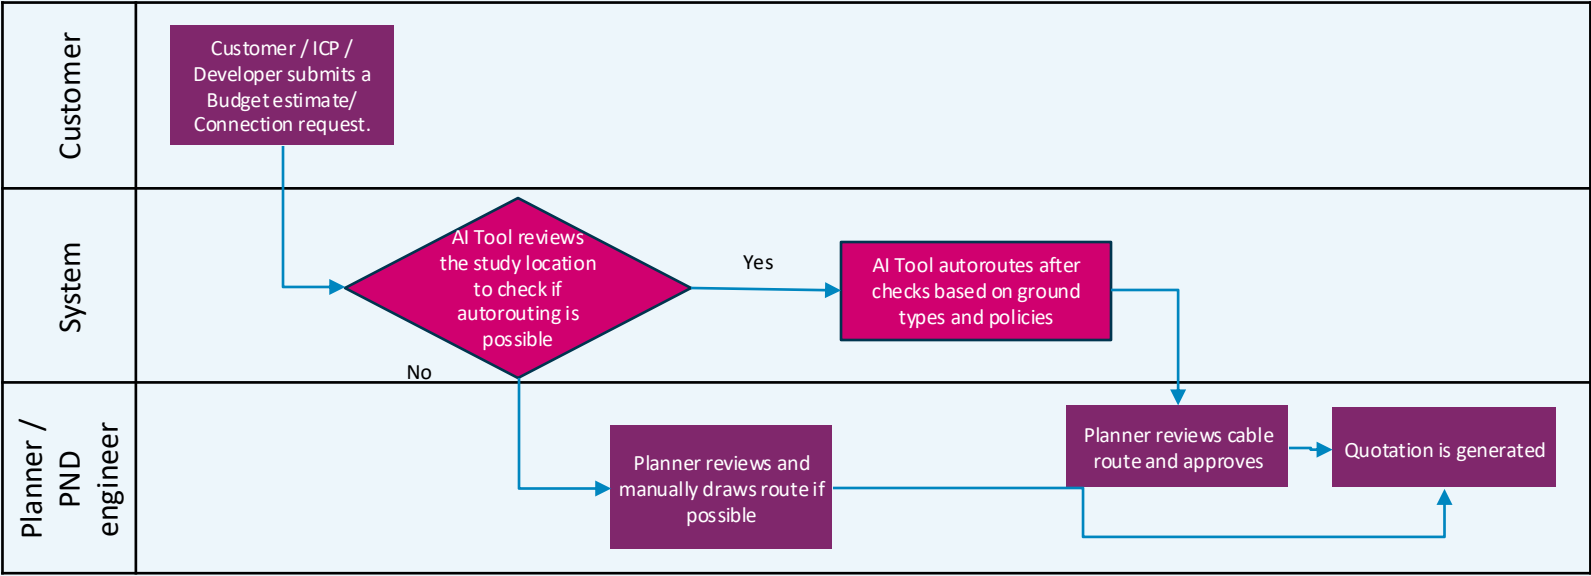 Customer
Customer / ICP /
Developer submits a
Budget estimate/
Connection request.
System
AI Tool reviews
the study location
to check if
autorouting is
possible
Yes
AI Tool autoroutes after
checks based on ground
types and policies
No
Planner /
PND
engineer
Planner reviews and
manually draws route if
possible
Planner reviews cable
route and approves
Quotation is generated